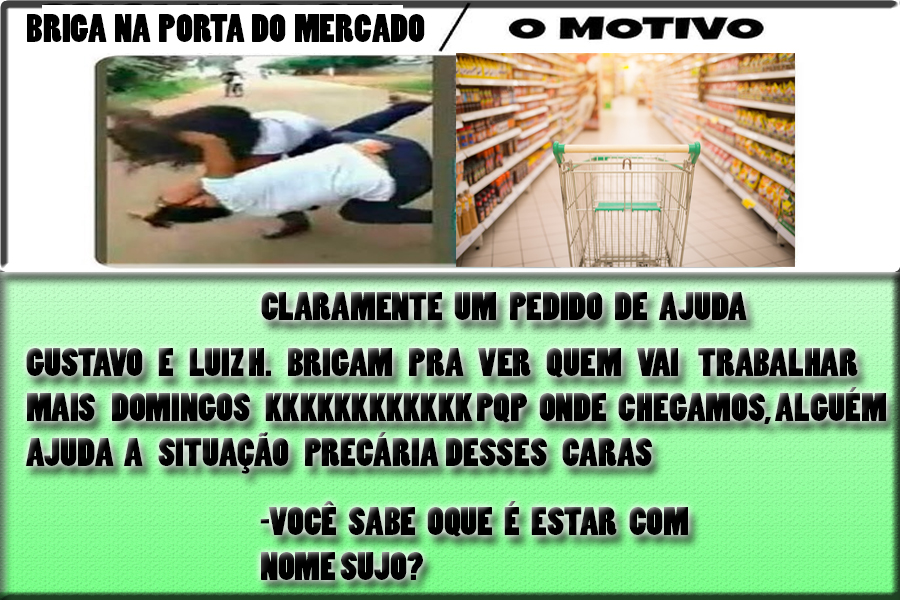 BRIGA NA PORTA DO MERCADO / O MOTIVO
CLARAMENTE UM PEDIDO DE AJUDA
GUSTAVO E LUIZ H. BRIGAM PRA VER QUEM VAI TRABALHAR
MAIS DOMINGOS KKKKKKKKKKKK PQP ONDE CHEGAMOS, ALGUÉM
AJUDA A SITUAÇÃO PRECÁRIA DESSES CARAS
-VOCÊ SABE OQUE É ESTAR COM
NOME SUJO?